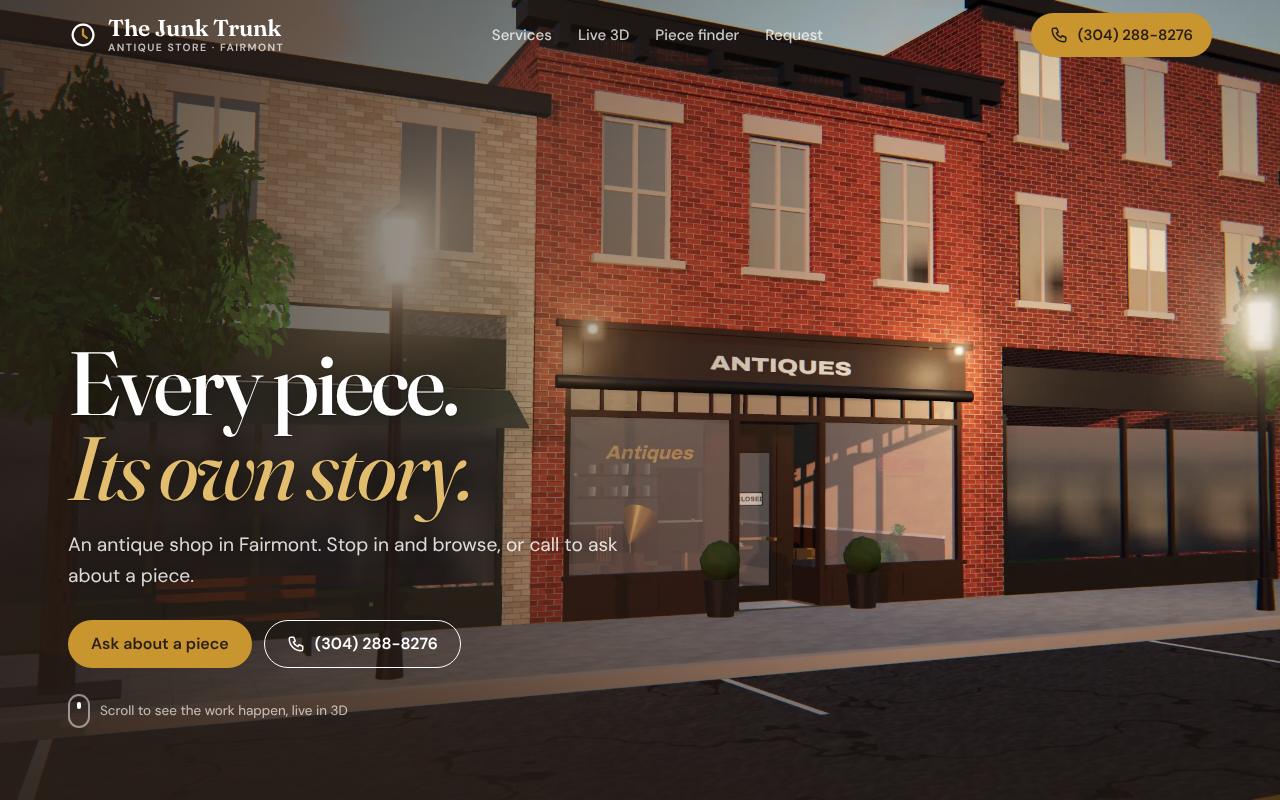 The Junk Trunk
ANTIQUE STORE · FAIRMONT
Services Live 3D Piece finder Request
(304) 288-8276
ANTIQUES
Antiques
CLOSED
Every piece.
Its own story.
An antique shop in Fairmont. Stop in and browse, or call to ask
about a piece.
Ask about a piece
(304) 288-8276
Scroll to see the work happen, live in 3D